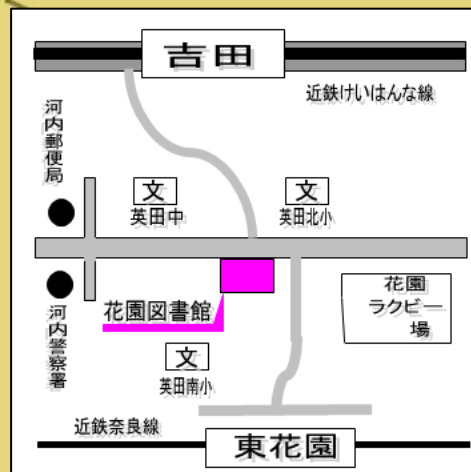 吉田
近鉄けいはんな線
河内郵便局
文
英田中
文
英田北小
花園
ラクビー
場
花園図書館
河内警察署
文
英田南小
近鉄奈良線
東花園